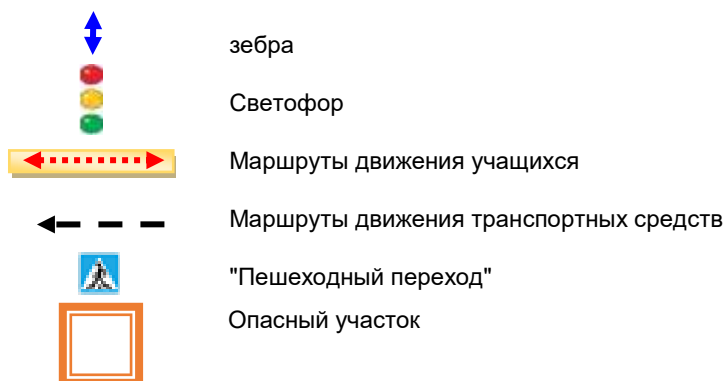 зебра
Светофор
Маршруты движения учащихся
Маршруты движения транспортных средств
"Пешеходный переход"
Опасный участок